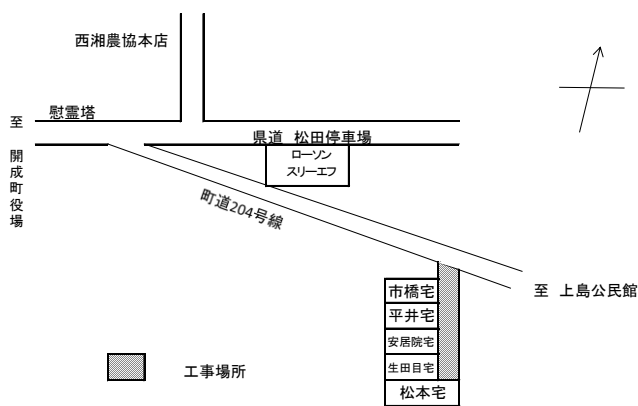 西湘農協本店
慰霊塔
至 開成町役場
県道 松田停車場
ローソン
スリーエフ
町道204号線
至 上島公民館
市橋宅
平井宅
安居院宅
生田目宅
松本宅
工事場所